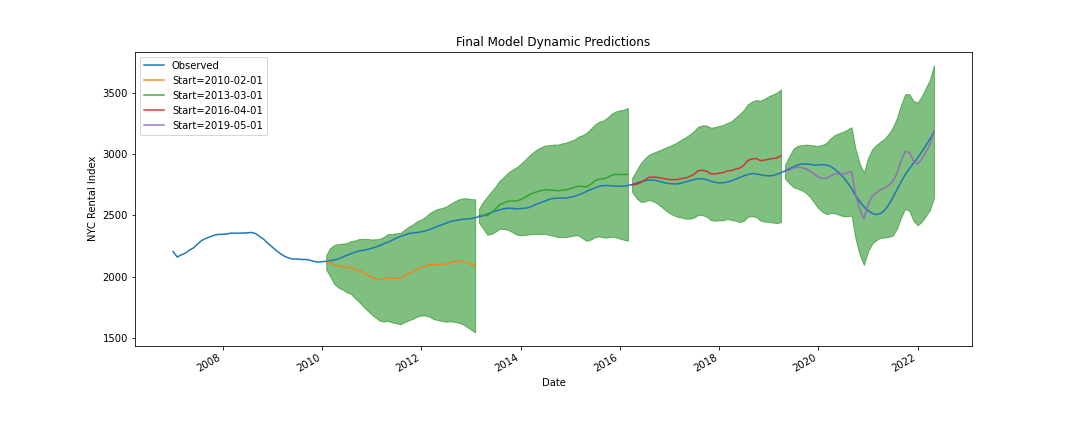 Final Model Dynamic Predictions
Observed
Start=2010-02-01
Start=2013-03-01
Start=2016-04-01
Start=2019-05-01
NYC Rental Index
3500
3000
2500
2000
1500
2008
2010
2012
2014
2016
2018
2020
2022
Date